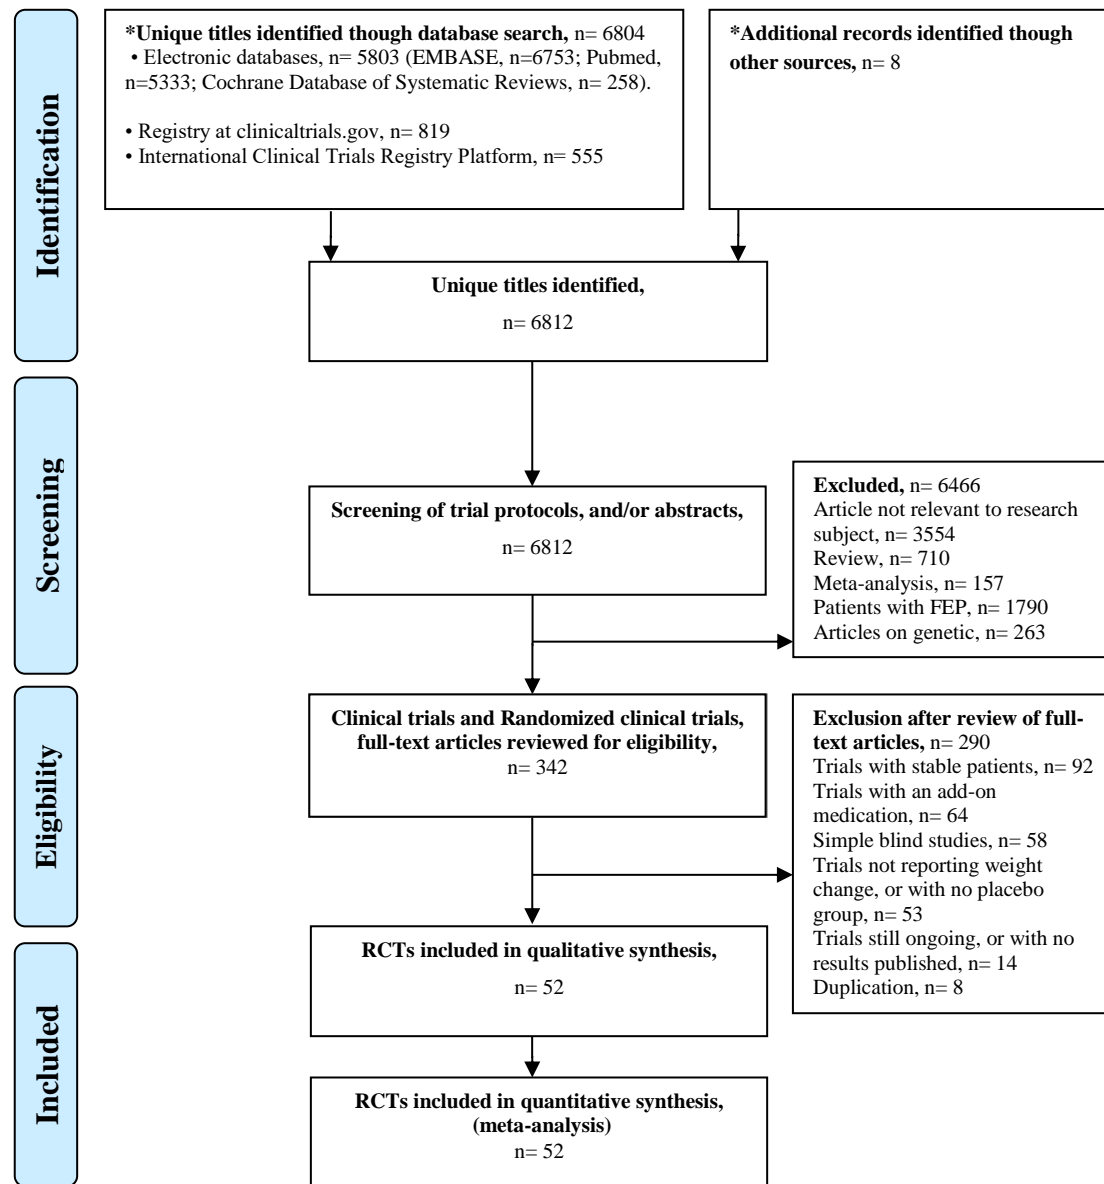 *Unique titles identified though database search, n= 6804
• Electronic databases, n= 5803 (EMBASE, n=6753; Pubmed,
n=5333; Cochrane Database of Systematic Reviews, n= 258).
• Registry at clinicaltrials.gov, n= 819
• International Clinical Trials Registry Platform, n= 555
*Additional records identified though
other sources, n= 8
Identification
Unique titles identified,
n= 6812
Screening
Screening of trial protocols, and/or abstracts,
n= 6812
Excluded, n= 6466
Article not relevant to research
subject, n= 3554
Review, n= 710
Meta-analysis, n= 157
Patients with FEP, n= 1790
Articles on genetic, n= 263
Eligibility
Clinical trials and Randomized clinical trials,
full-text articles reviewed for eligibility,
n= 342
Exclusion after review of full-
text articles, n= 290
Trials with stable patients, n= 92
Trials with an add-on
medication, n= 64
Simple blind studies, n= 58
Trials not reporting weight
change, or with no placebo
group, n= 53
Trials still ongoing, or with no
results published, n= 14
Duplication, n= 8
Included
RCTs included in qualitative synthesis,
n= 52
RCTs included in quantitative synthesis,
(meta-analysis)
n= 52